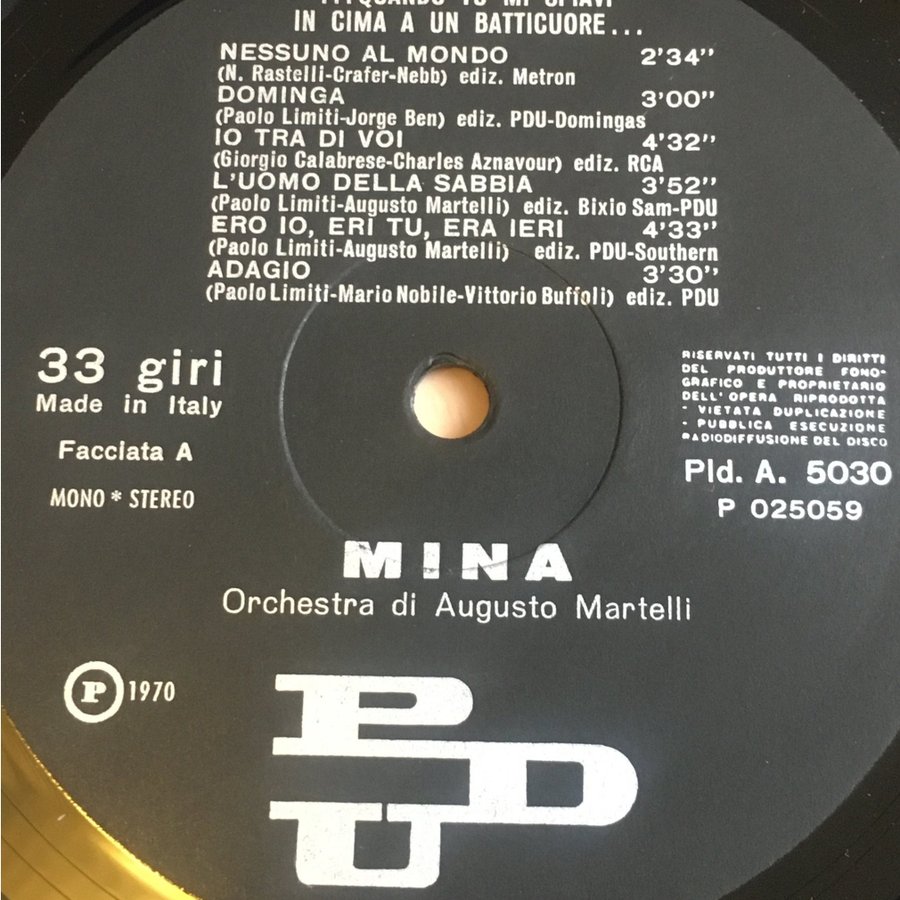 ...QUANDO TU MI SPIAVI
IN CIMA A UN BATTICUORE...
NESSUNO AL MONDO 2'34"
(N. Rastelli-Crafer-Nebb) ediz. Metron
DOMINGA 3'00"
(Paolo Limiti-Jorge Ben) ediz. PDU-Domingas
IO TRA DI VOI 4'32"
(Giorgio Calabrese-Charles Aznavour) ediz. RCA
L'UOMO DELLA SABBIA 3'52"
(Paolo Limiti-Augusto Martelli) ediz. Bixio Sam-PDU
ERO IO, ERI TU, ERA IERI 4'33"
(Paolo Limiti-Augusto Martelli) ediz. PDU-Southern
ADAGIO 3'30"
(Paolo Limiti-Mario Nobile-Vittorio Buffoli) ediz. PDU
33 giri
Made in Italy
Facciata A
MONO * STEREO
RISERVATI TUTTI I DIRITTI
DEL PRODUTTORE FONO-
GRAFICO E PROPRIETARIO
DELL'OPERA RIPRODOTTA
- VIETATA DUPLICAZIONE
- PUBBLICA ESECUZIONE
RADIODIFFUSIONE DEL DISCO
Pld. A. 5030
P 025059
MINA
Orchestra di Augusto Martelli
P 1970
PDU